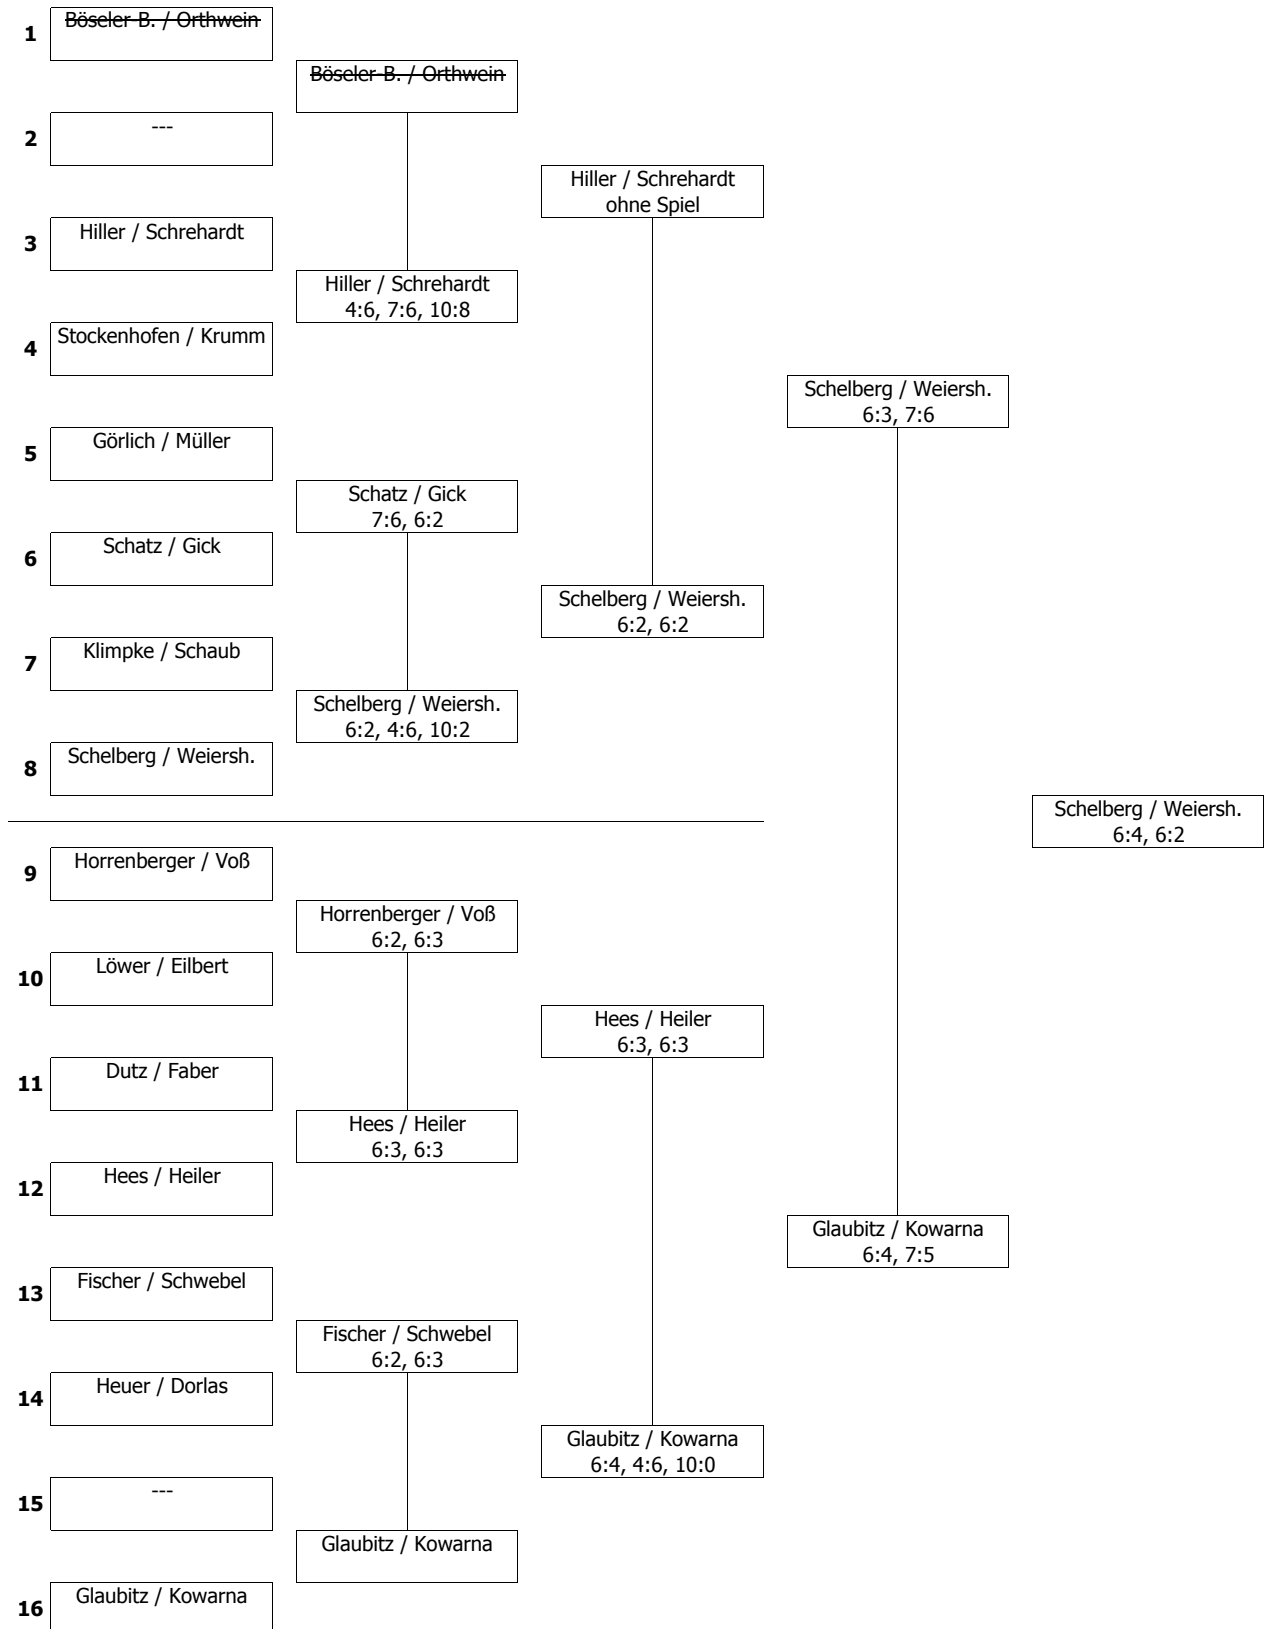 1
Böseler-B. / Orthwein
Böseler-B. / Orthwein
2
---
Hiller / Schrehardt
ohne Spiel
3
Hiller / Schrehardt
Hiller / Schrehardt
4:6, 7:6, 10:8
4
Stockenhofen / Krumm
Schelberg / Weiersh.
6:3, 7:6
5
Görlich / Müller
Schatz / Gick
7:6, 6:2
6
Schatz / Gick
Schelberg / Weiersh.
6:2, 6:2
7
Klimpke / Schaub
Schelberg / Weiersh.
6:2, 4:6, 10:2
8
Schelberg / Weiersh.
Schelberg / Weiersh.
6:4, 6:2
9
Horrenberger / Voß
Horrenberger / Voß
6:2, 6:3
10
Löwer / Eilbert
Hees / Heiler
6:3, 6:3
11
Dutz / Faber
Hees / Heiler
6:3, 6:3
12
Hees / Heiler
Glaubitz / Kowarna
6:4, 7:5
13
Fischer / Schwebel
Fischer / Schwebel
6:2, 6:3
14
Heuer / Dorlas
Glaubitz / Kowarna
6:4, 4:6, 10:0
15
---
Glaubitz / Kowarna
16
Glaubitz / Kowarna